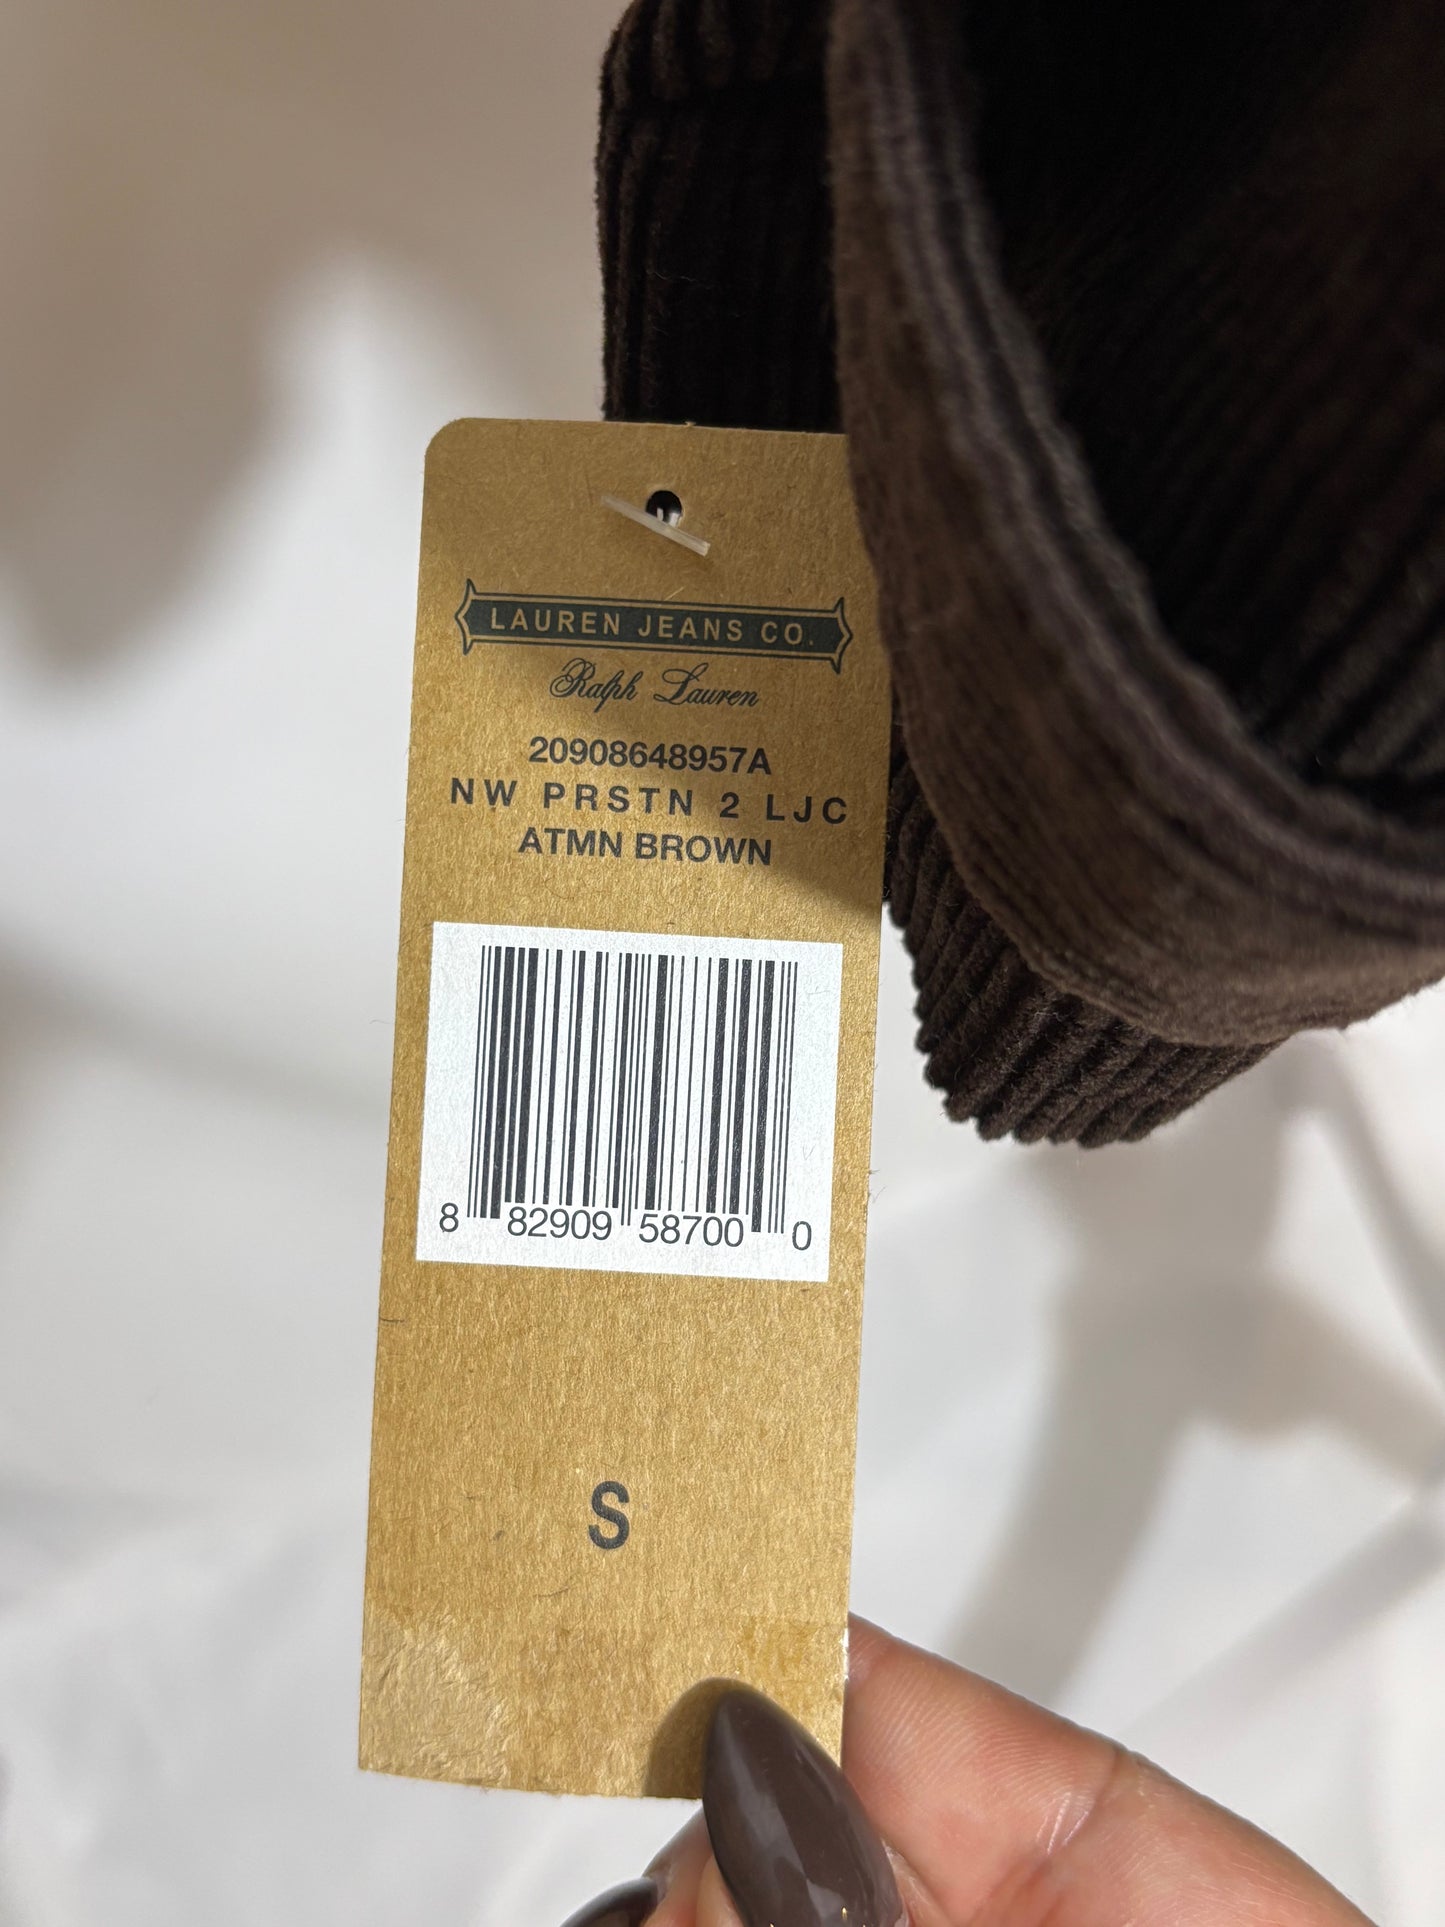 LAUREN JEANS CO.
Ralph Lauren
20908648957A
NW PRSTN 2 LJC
ATMN BROWN
8 82909 58700 0
S